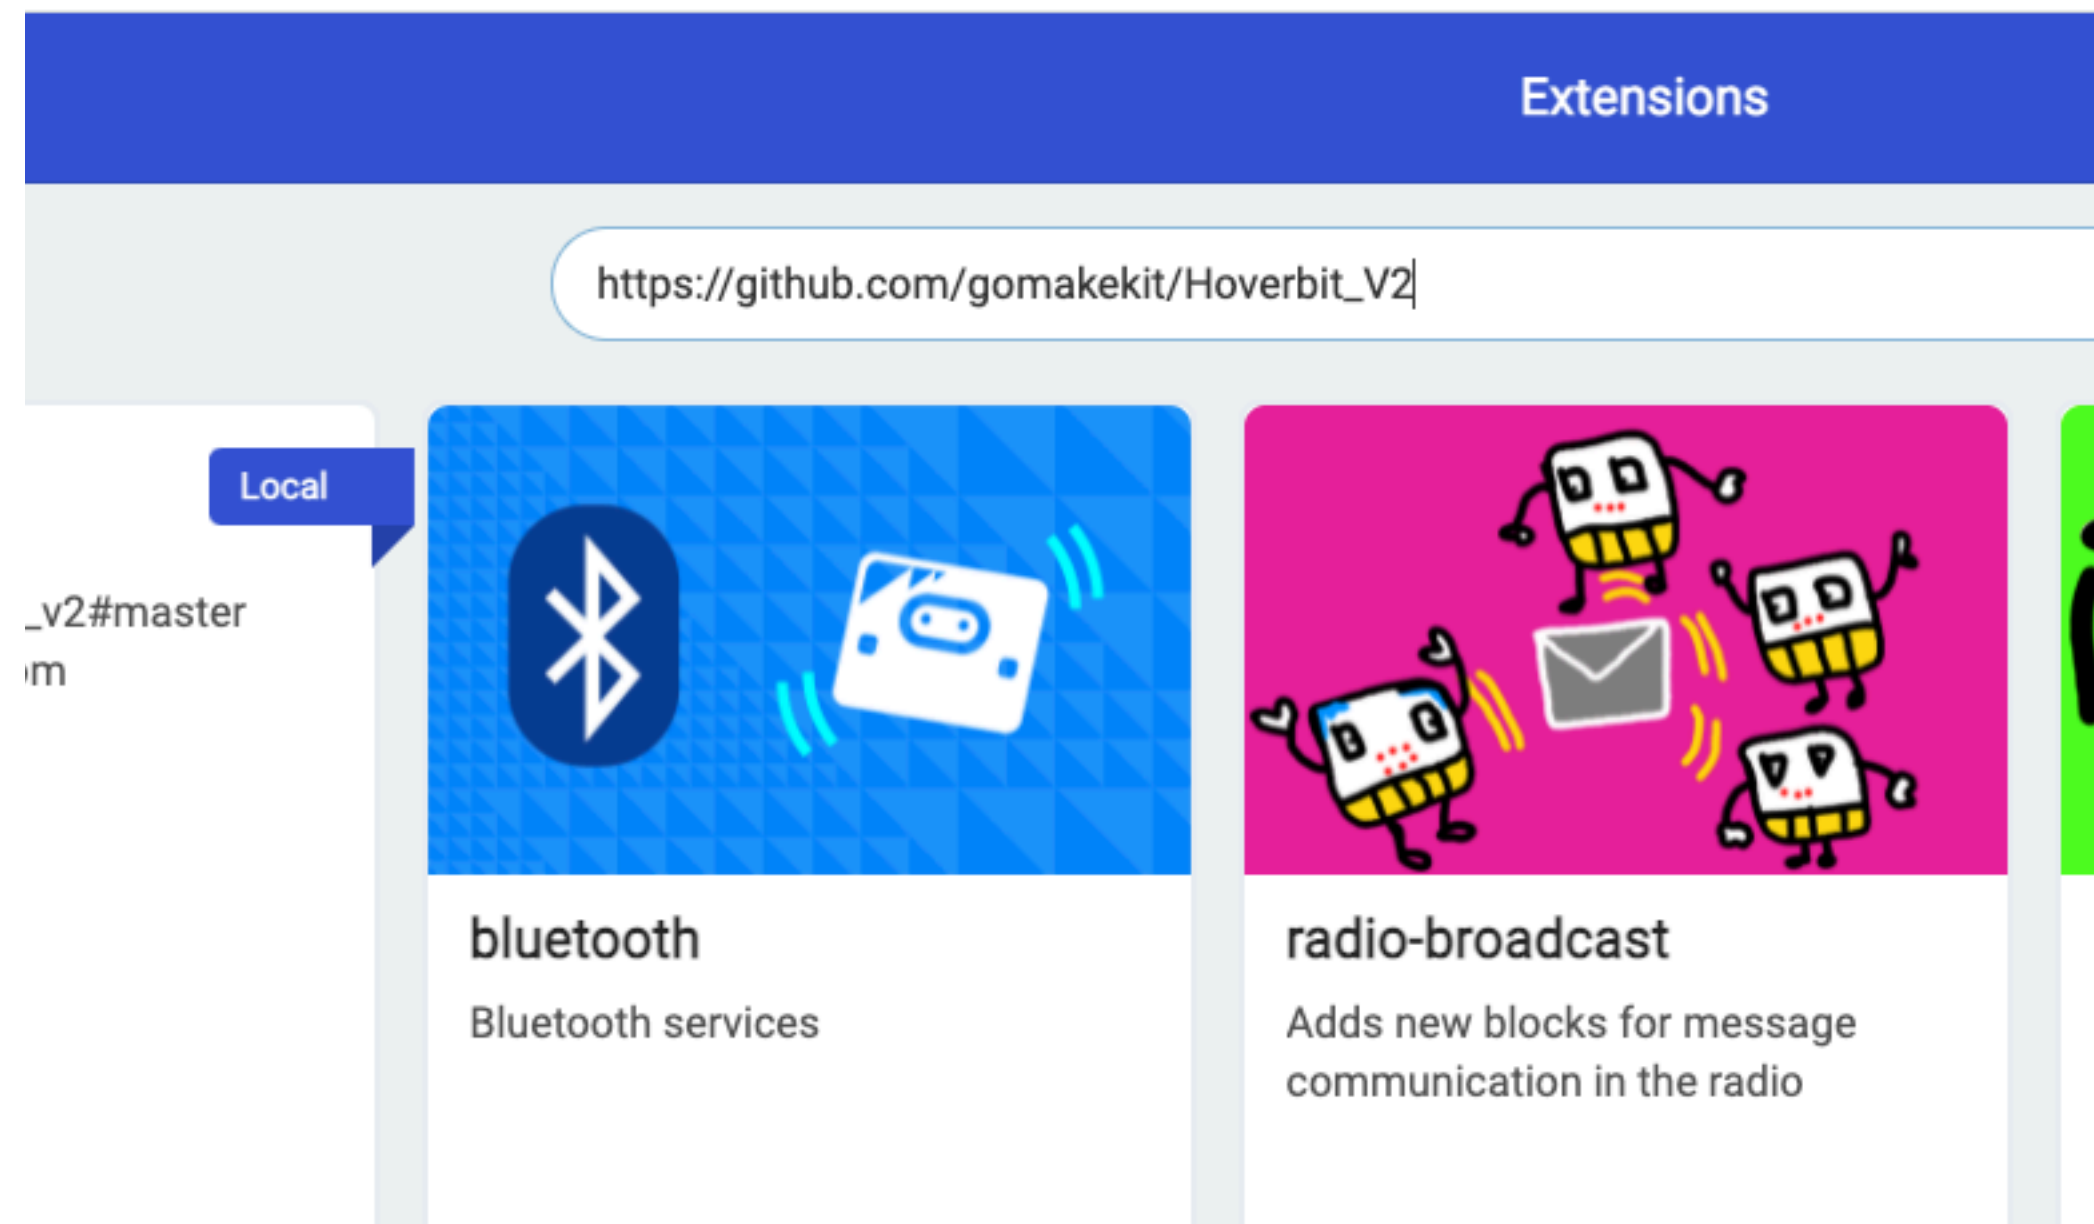 Extensions
https://github.com/gomakekit/Hoverbit_V2
Local
_v2#master
bluetooth
Bluetooth services
radio-broadcast
Adds new blocks for message
communication in the radio